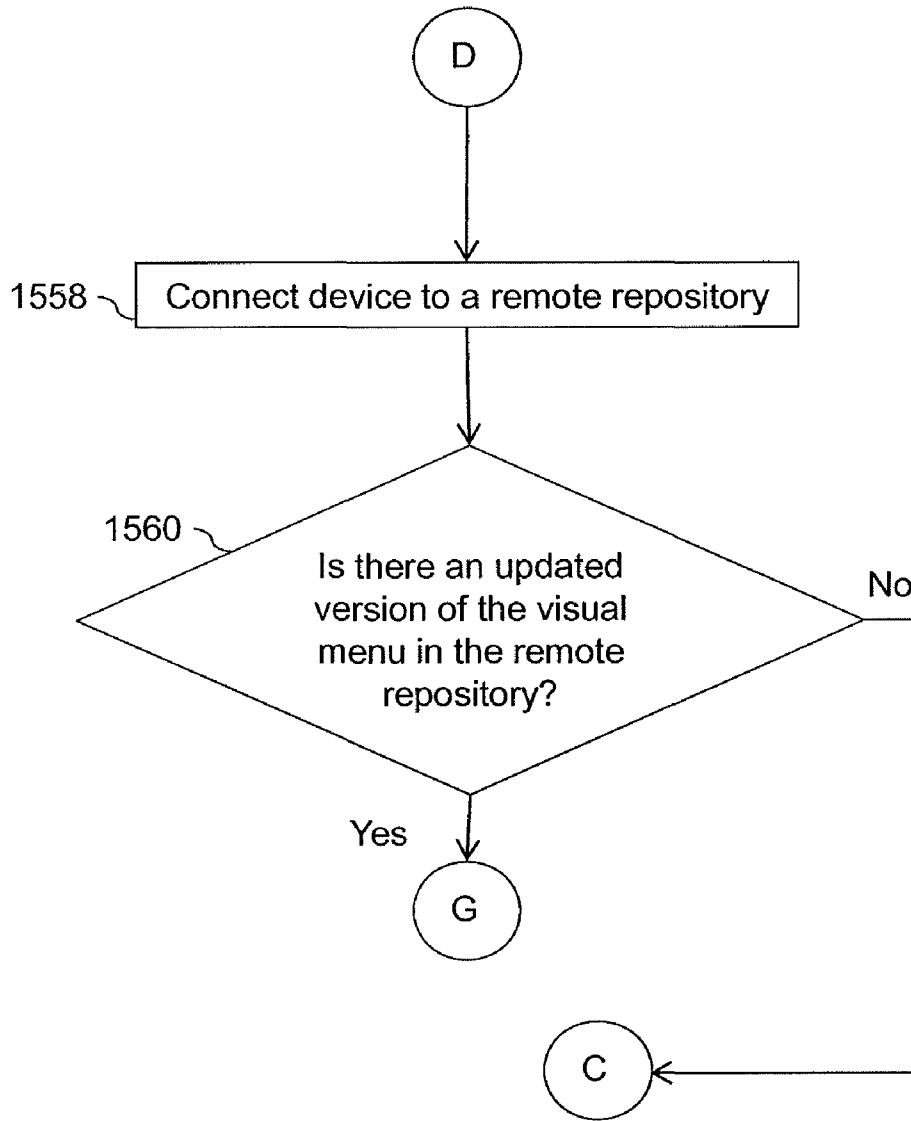 D
1558
Connect device to a remote repository
1560
Is there an updated
version of the visual
menu in the remote
repository?
No
Yes
G
C